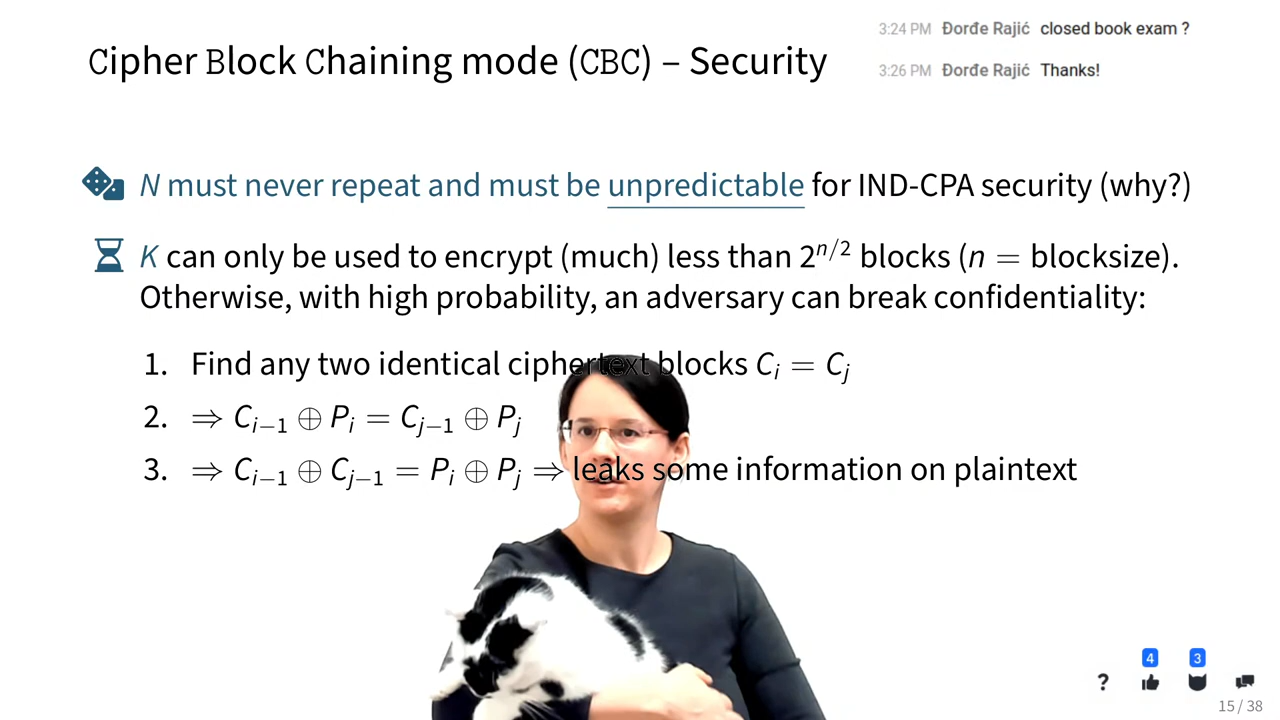 3:24 PM Đorđe Rajić closed book exam ?
Cipher Block Chaining mode (CBC) – Security
3:26 PM Đorđe Rajić Thanks!
N must never repeat and must be unpredictable for IND-CPA security (why?)
K can only be used to encrypt (much) less than 2^{n/2} blocks (n = blocksize).
Otherwise, with high probability, an adversary can break confidentiality:
1. Find any two identical ciphertext blocks C_i = C_j
2. ⇒ C_{i−1} ⊕ P_i = C_{j−1} ⊕ P_j
3. ⇒ C_{i−1} ⊕ C_{j−1} = P_i ⊕ P_j ⇒ leaks some information on plaintext
4 3
?
15 / 38